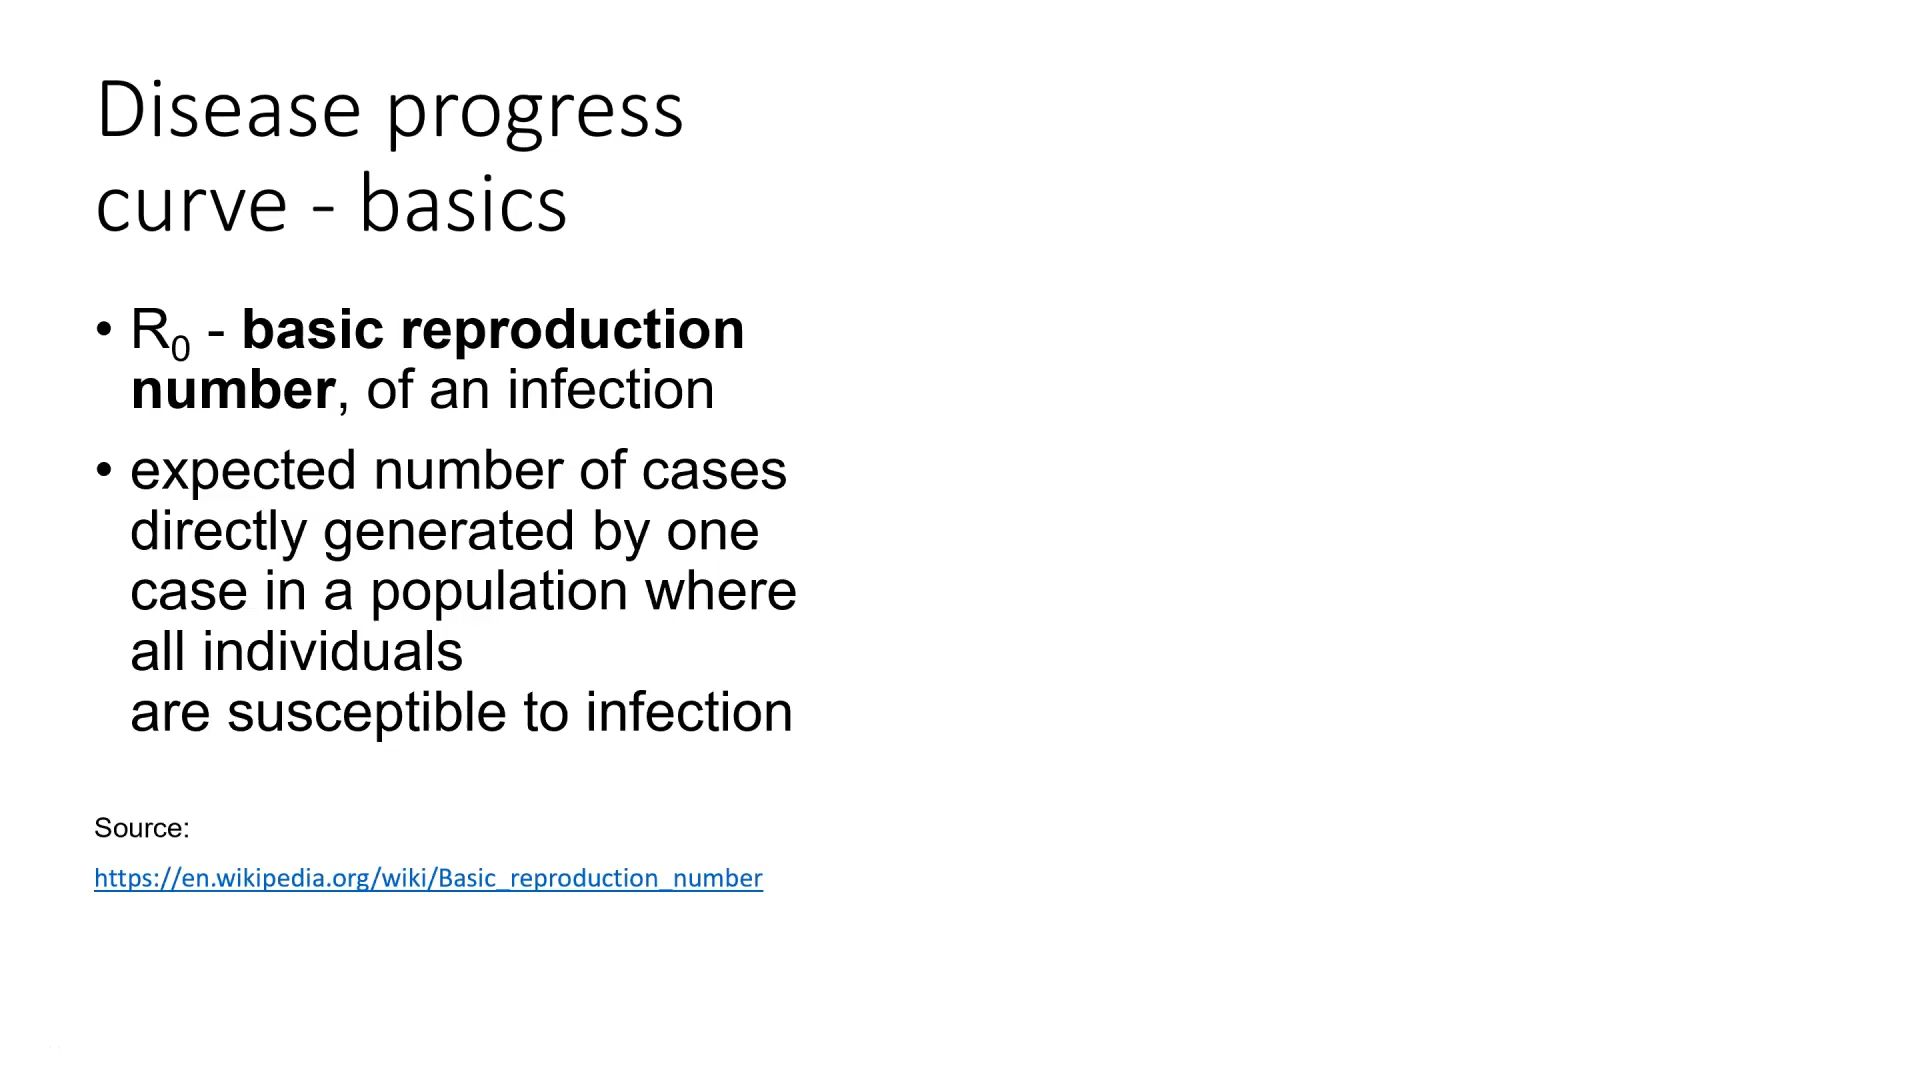 Disease progress
curve - basics
• R₀ - basic reproduction
number, of an infection
• expected number of cases
directly generated by one
case in a population where
all individuals
are susceptible to infection
Source:
https://en.wikipedia.org/wiki/Basic_reproduction_number